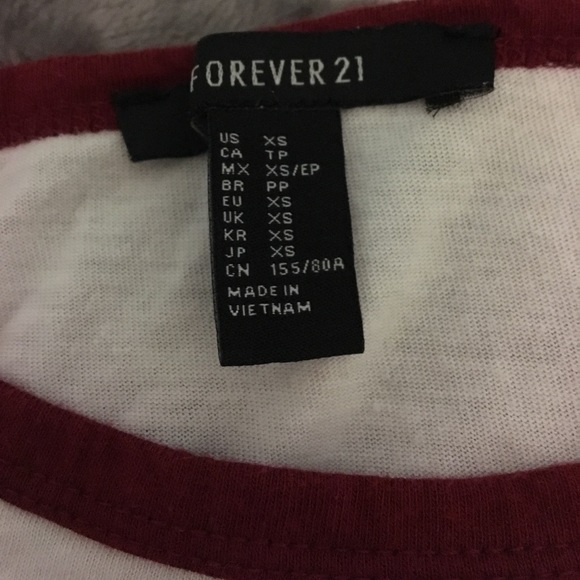 FOREVER 21
US XS
CA TP
MX XS/EP
BR PP
EU XS
UK XS
KR XS
JP XS
CN 155/80A
MADE IN
VIETNAM